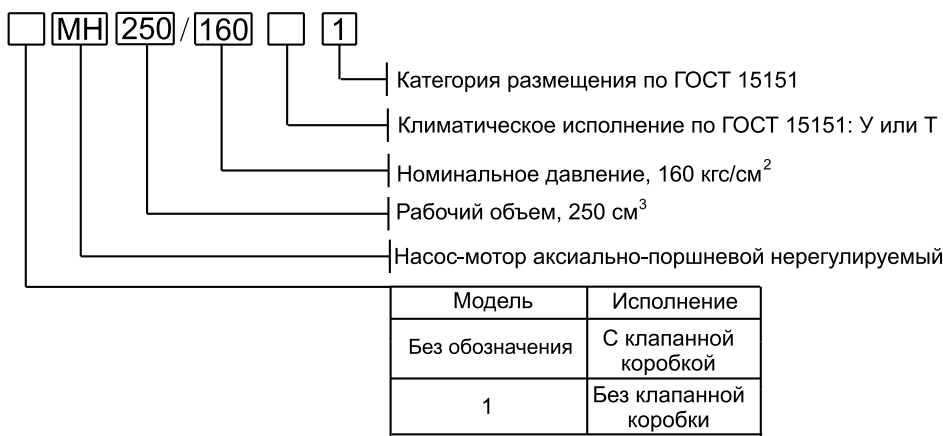 МН 250 / 160 1
Категория размещения по ГОСТ 15151
Климатическое исполнение по ГОСТ 15151: У или Т
Номинальное давление, 160 кгс/см²
Рабочий объем, 250 см³
Насос-мотор аксиально-поршневой нерегулируемый
Модель Исполнение
Без обозначения С клапанной
коробкой
1 Без клапанной
коробки